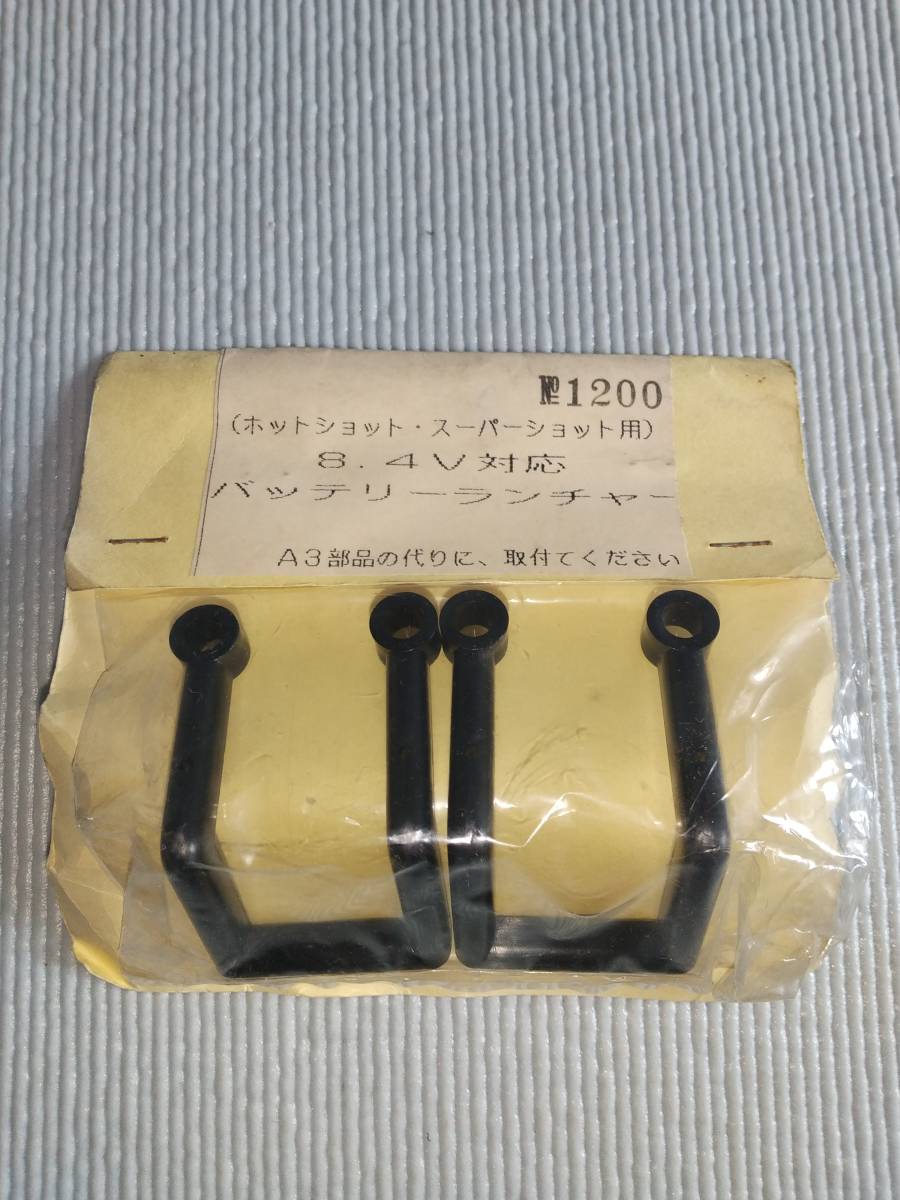 №1200
(ホットショット・スーパーショット用)
8.4V対応
バッテリーランチャー
A3部品の代りに、取付てください